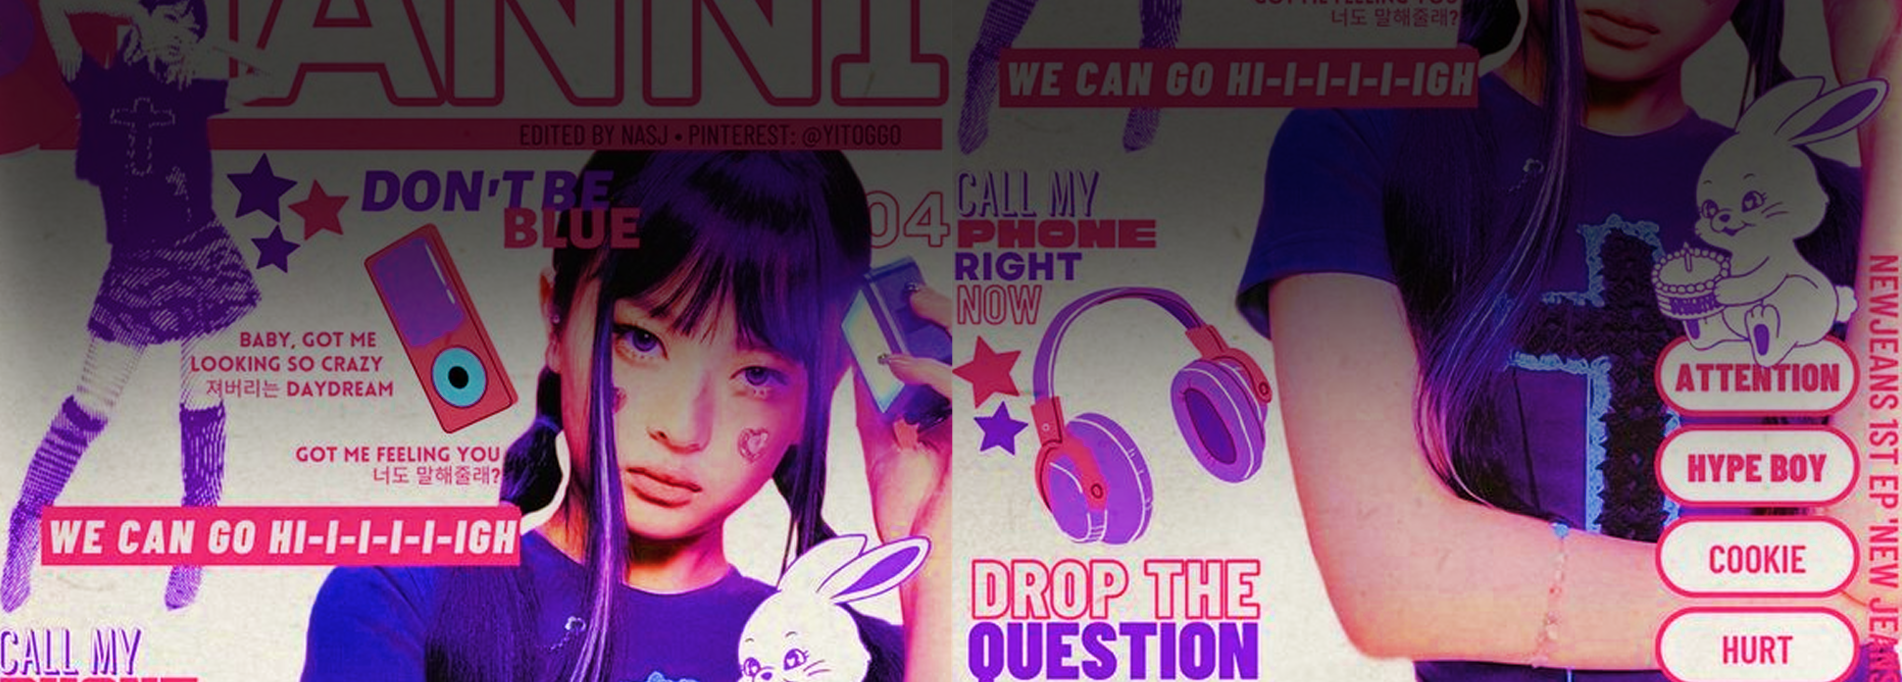 ANNI
EDITED BY NASJ • PINTEREST: @YITOGGO
DON'T BE
BLUE
04
BABY, GOT ME
LOOKING SO CRAZY
져버리는 DAYDREAM
GOT ME FEELING YOU
너도 말해줄래?
WE CAN GO HI-I-I-I-I-IGH
CALL MY
너도 말해줄래?
WE CAN GO HI-I-I-I-I-IGH
CALL MY
PHONE
RIGHT
NOW
DROP THE
QUESTION
ATTENTION
HYPE BOY
COOKIE
HURT
NEWJEANS 1ST EP 'NEW JEANS